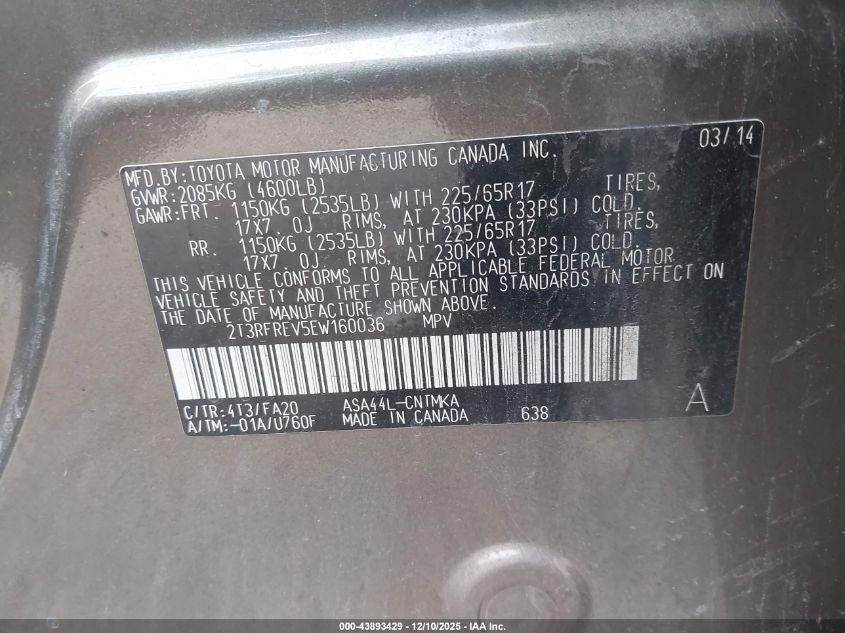 03/14
MFD.BY:TOYOTA MOTOR MANUFACTURING CANADA INC.
GVWR:2085KG (4600LB)
GAWR:FRT. 1150KG (2535LB) WITH 225/65R17 TIRES,
17X7.0J RIMS, AT 230KPA (33PSI) COLD.
RR. 1150KG (2535LB) WITH 225/65R17 TIRES,
17X7 0J RIMS, AT 230KPA (33PSI) COLD.
THIS VEHICLE CONFORMS TO ALL APPLICABLE FEDERAL MOTOR
VEHICLE SAFETY AND THEFT PREVENTION STANDARDS IN EFFECT ON
THE DATE OF MANUFACTURE SHOWN ABOVE.
2T3RFREV5EW160036 MPV
C/TR:4T3/FA20 ASA44L-CNTMKA
A/TM:-01A/U760F MADE IN CANADA 638 A
000-43893429 - 12/10/2025 - IAA Inc.